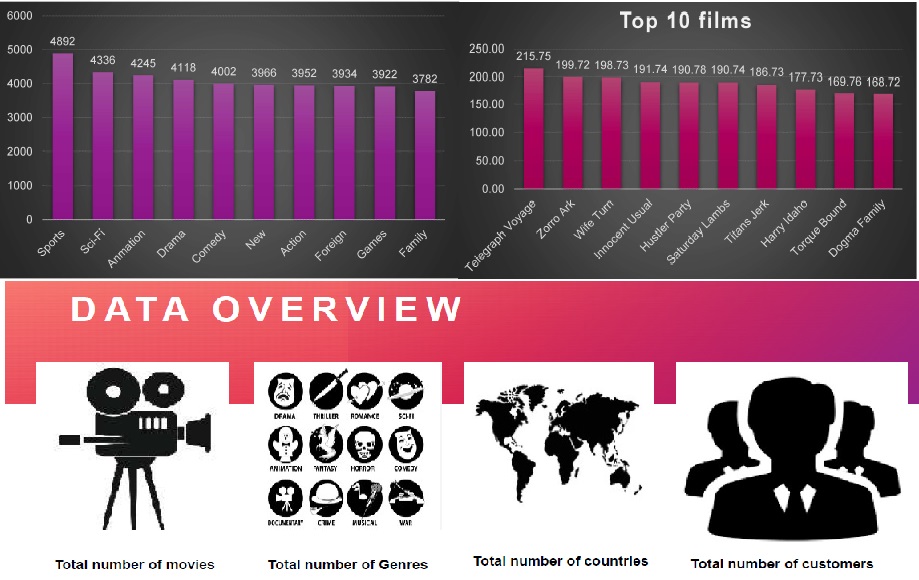 6000
5000
4000
3000
2000
1000
0
4892
4336
4245
4118
4002
3966
3952
3934
3922
3782
Sports
Sci-Fi
Anmation
Drama
Comedy
New
Action
Foreign
Games
Family
Top 10 films
250.00
200.00
150.00
100.00
50.00
0.00
215.75
199.72
198.73
191.74
190.78
190.74
186.73
177.73
169.76
168.72
Telegraph Voyage
Zorro Ark
Wife Turn
Innocent Usual
Hustler Party
Saturday Lambs
Titans Jerk
Harry Idaho
Torque Bound
Dogma Family
DATA OVERVIEW
DRAMA THRILLER ROMANCE SCI-FI
ANIMATION FANTASY HORROR COMEDY
DOCUMENTARY CRIME MUSICAL WAR
Total number of movies
Total number of Genres
Total number of countries
Total number of customers